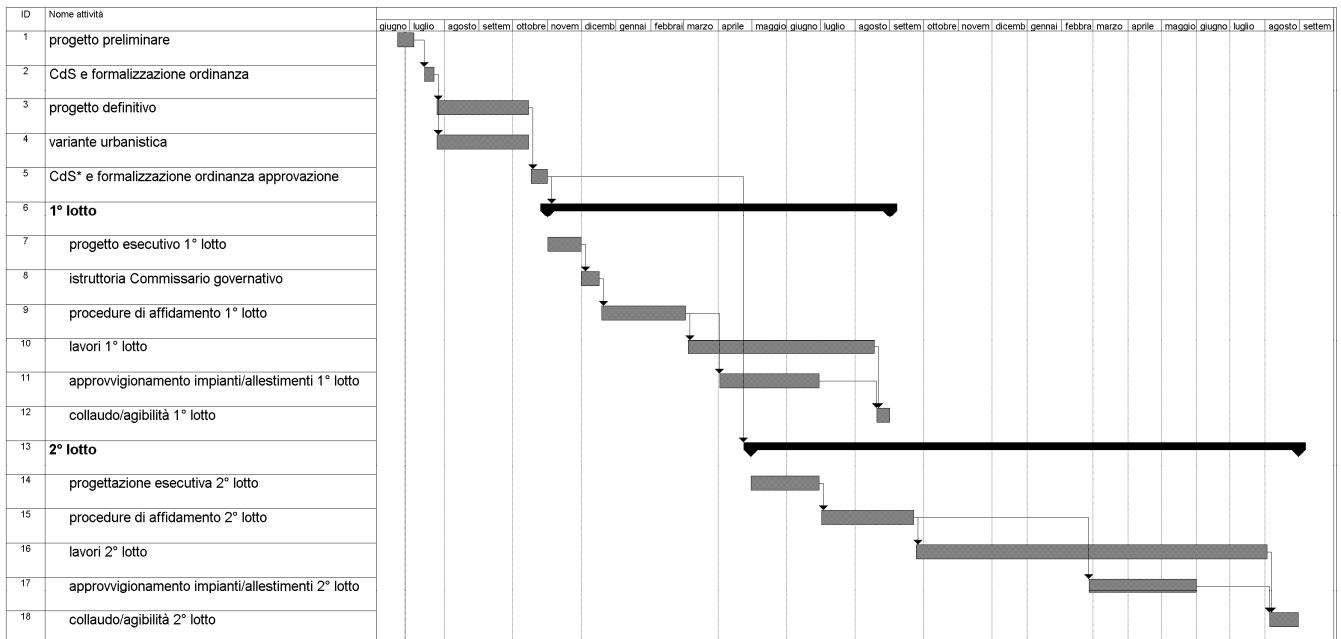 ID Nome attività
giugno luglio agosto settem ottobre novem dicemb gennai febbrai marzo aprile maggio giugno luglio agosto settem ottobre novem dicemb gennai febbra marzo aprile maggio giugno luglio agosto settem
1 progetto preliminare
2 CdS e formalizzazione ordinanza
3 progetto definitivo
4 variante urbanistica
5 CdS* e formalizzazione ordinanza approvazione
6 1° lotto
7 progetto esecutivo 1° lotto
8 istruttoria Commissario governativo
9 procedure di affidamento 1° lotto
10 lavori 1° lotto
11 approvvigionamento impianti/allestimenti 1° lotto
12 collaudo/agibilità 1° lotto
13 2° lotto
14 progettazione esecutiva 2° lotto
15 procedure di affidamento 2° lotto
16 lavori 2° lotto
17 approvvigionamento impianti/allestimenti 2° lotto
18 collaudo/agibilità 2° lotto